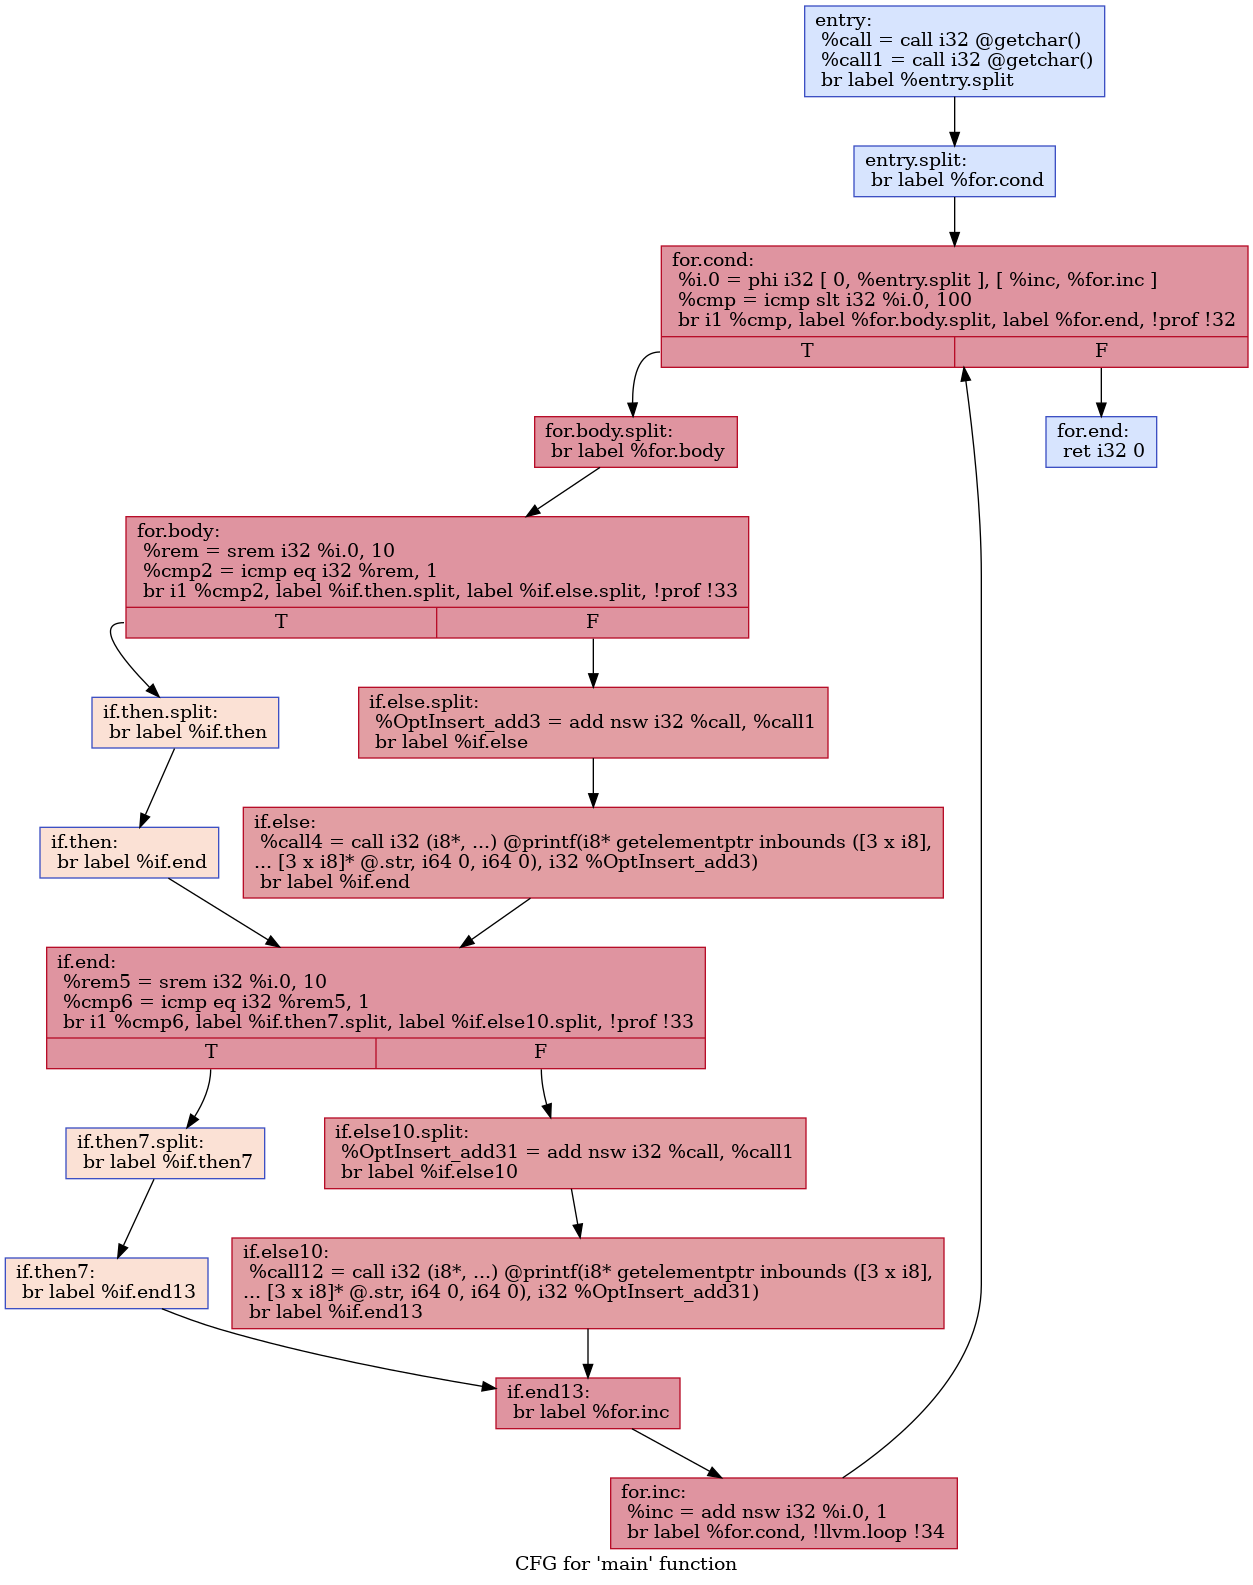 entry:
%call = call i32 @getchar()
%call1 = call i32 @getchar()
br label %entry.split
entry.split:
br label %for.cond
for.cond:
%i.0 = phi i32 [ 0, %entry.split ], [ %inc, %for.inc ]
%cmp = icmp slt i32 %i.0, 100
br i1 %cmp, label %for.body.split, label %for.end, !prof !32
T
F
for.body.split:
br label %for.body
for.end:
ret i32 0
for.body:
%rem = srem i32 %i.0, 10
%cmp2 = icmp eq i32 %rem, 1
br i1 %cmp2, label %if.then.split, label %if.else.split, !prof !33
T
F
if.then.split:
br label %if.then
if.else.split:
%OptInsert_add3 = add nsw i32 %call, %call1
br label %if.else
if.then:
br label %if.end
if.else:
%call4 = call i32 (i8*, ...) @printf(i8* getelementptr inbounds ([3 x i8],
... [3 x i8]* @.str, i64 0, i64 0), i32 %OptInsert_add3)
br label %if.end
if.end:
%rem5 = srem i32 %i.0, 10
%cmp6 = icmp eq i32 %rem5, 1
br i1 %cmp6, label %if.then7.split, label %if.else10.split, !prof !33
T
F
if.then7.split:
br label %if.then7
if.else10.split:
%OptInsert_add31 = add nsw i32 %call, %call1
br label %if.else10
if.then7:
br label %if.end13
if.else10:
%call12 = call i32 (i8*, ...) @printf(i8* getelementptr inbounds ([3 x i8],
... [3 x i8]* @.str, i64 0, i64 0), i32 %OptInsert_add31)
br label %if.end13
if.end13:
br label %for.inc
for.inc:
%inc = add nsw i32 %i.0, 1
br label %for.cond, !llvm.loop !34
CFG for 'main' function